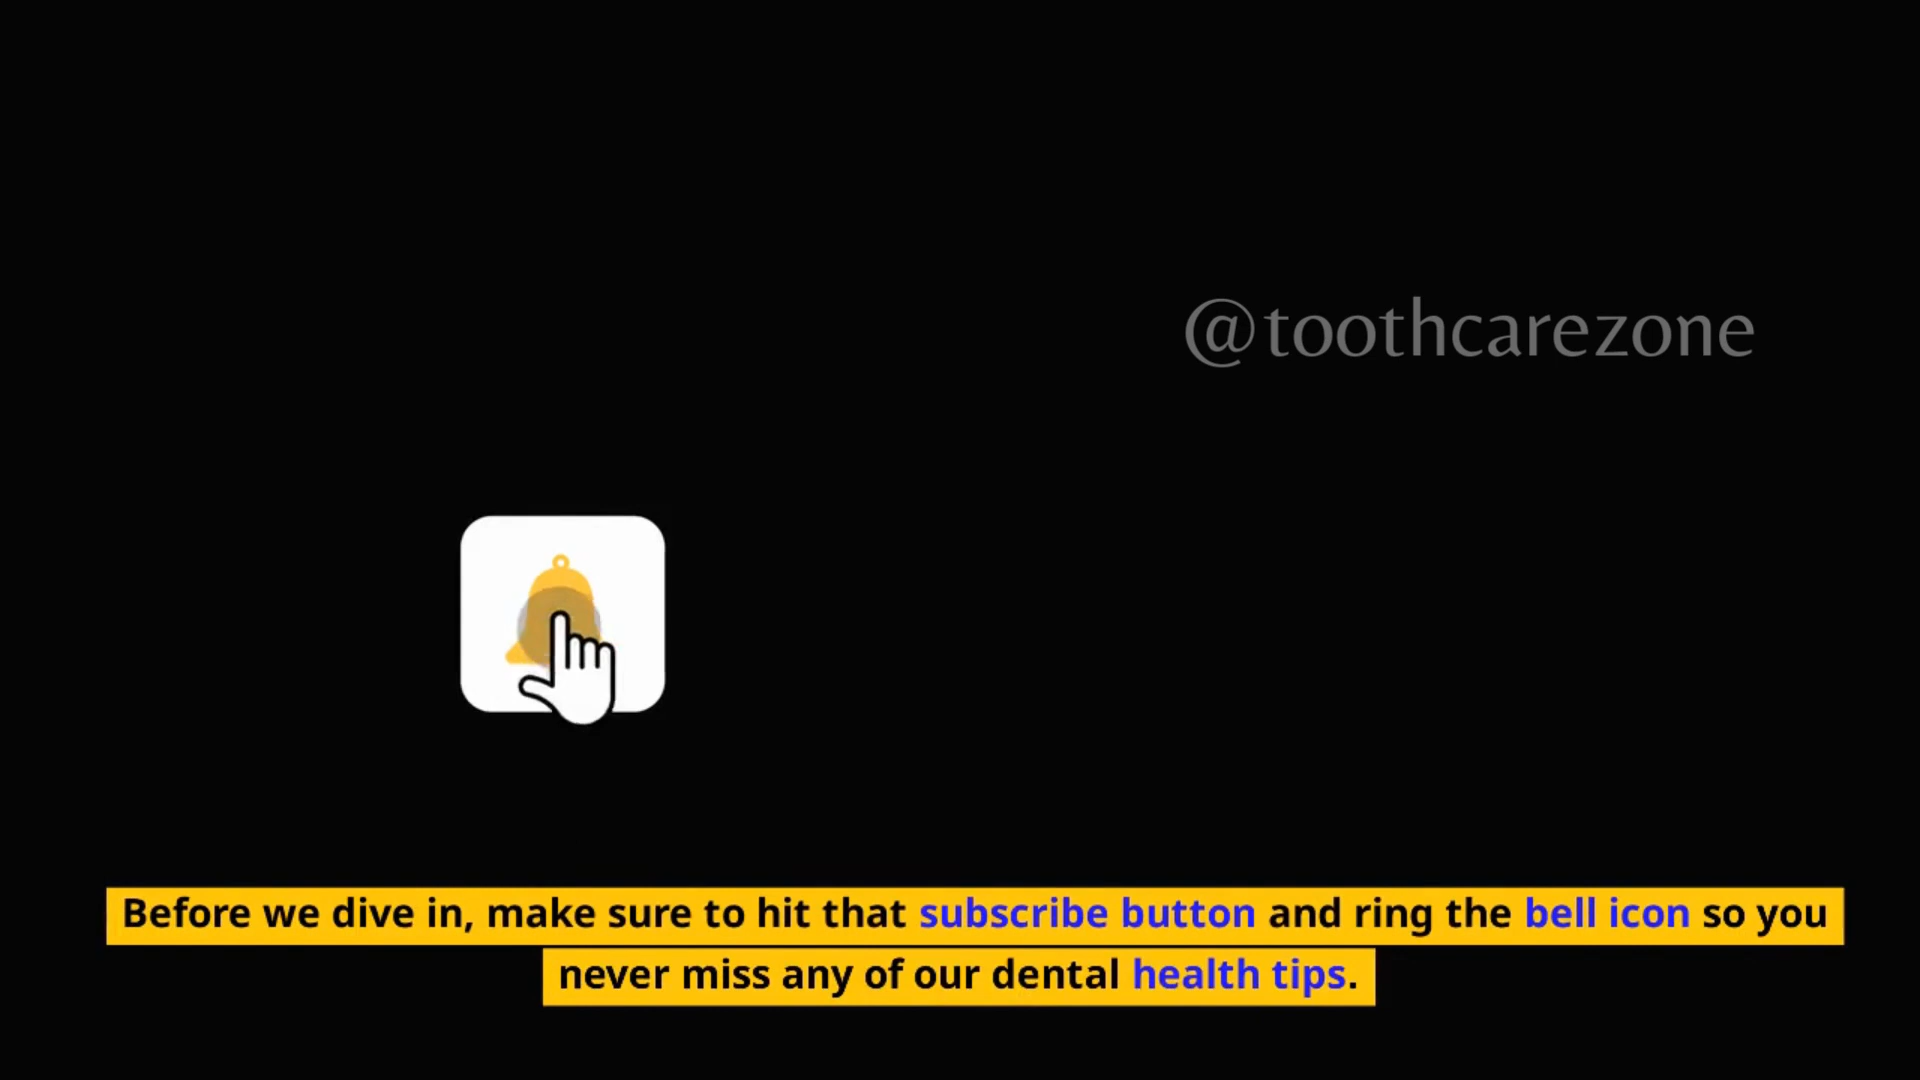 @toothcarezone
Before we dive in, make sure to hit that subscribe button and ring the bell icon so you
never miss any of our dental health tips.